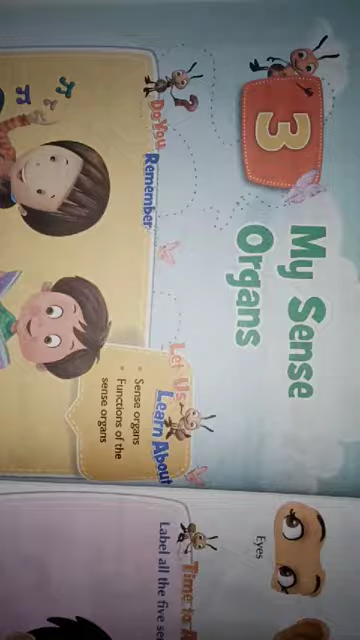 3
My Sense
Organs
Do You Remember
Let Us
Learn About
• Sense organs
• Functions of the
sense organs
Eyes
Time to
Label all the five